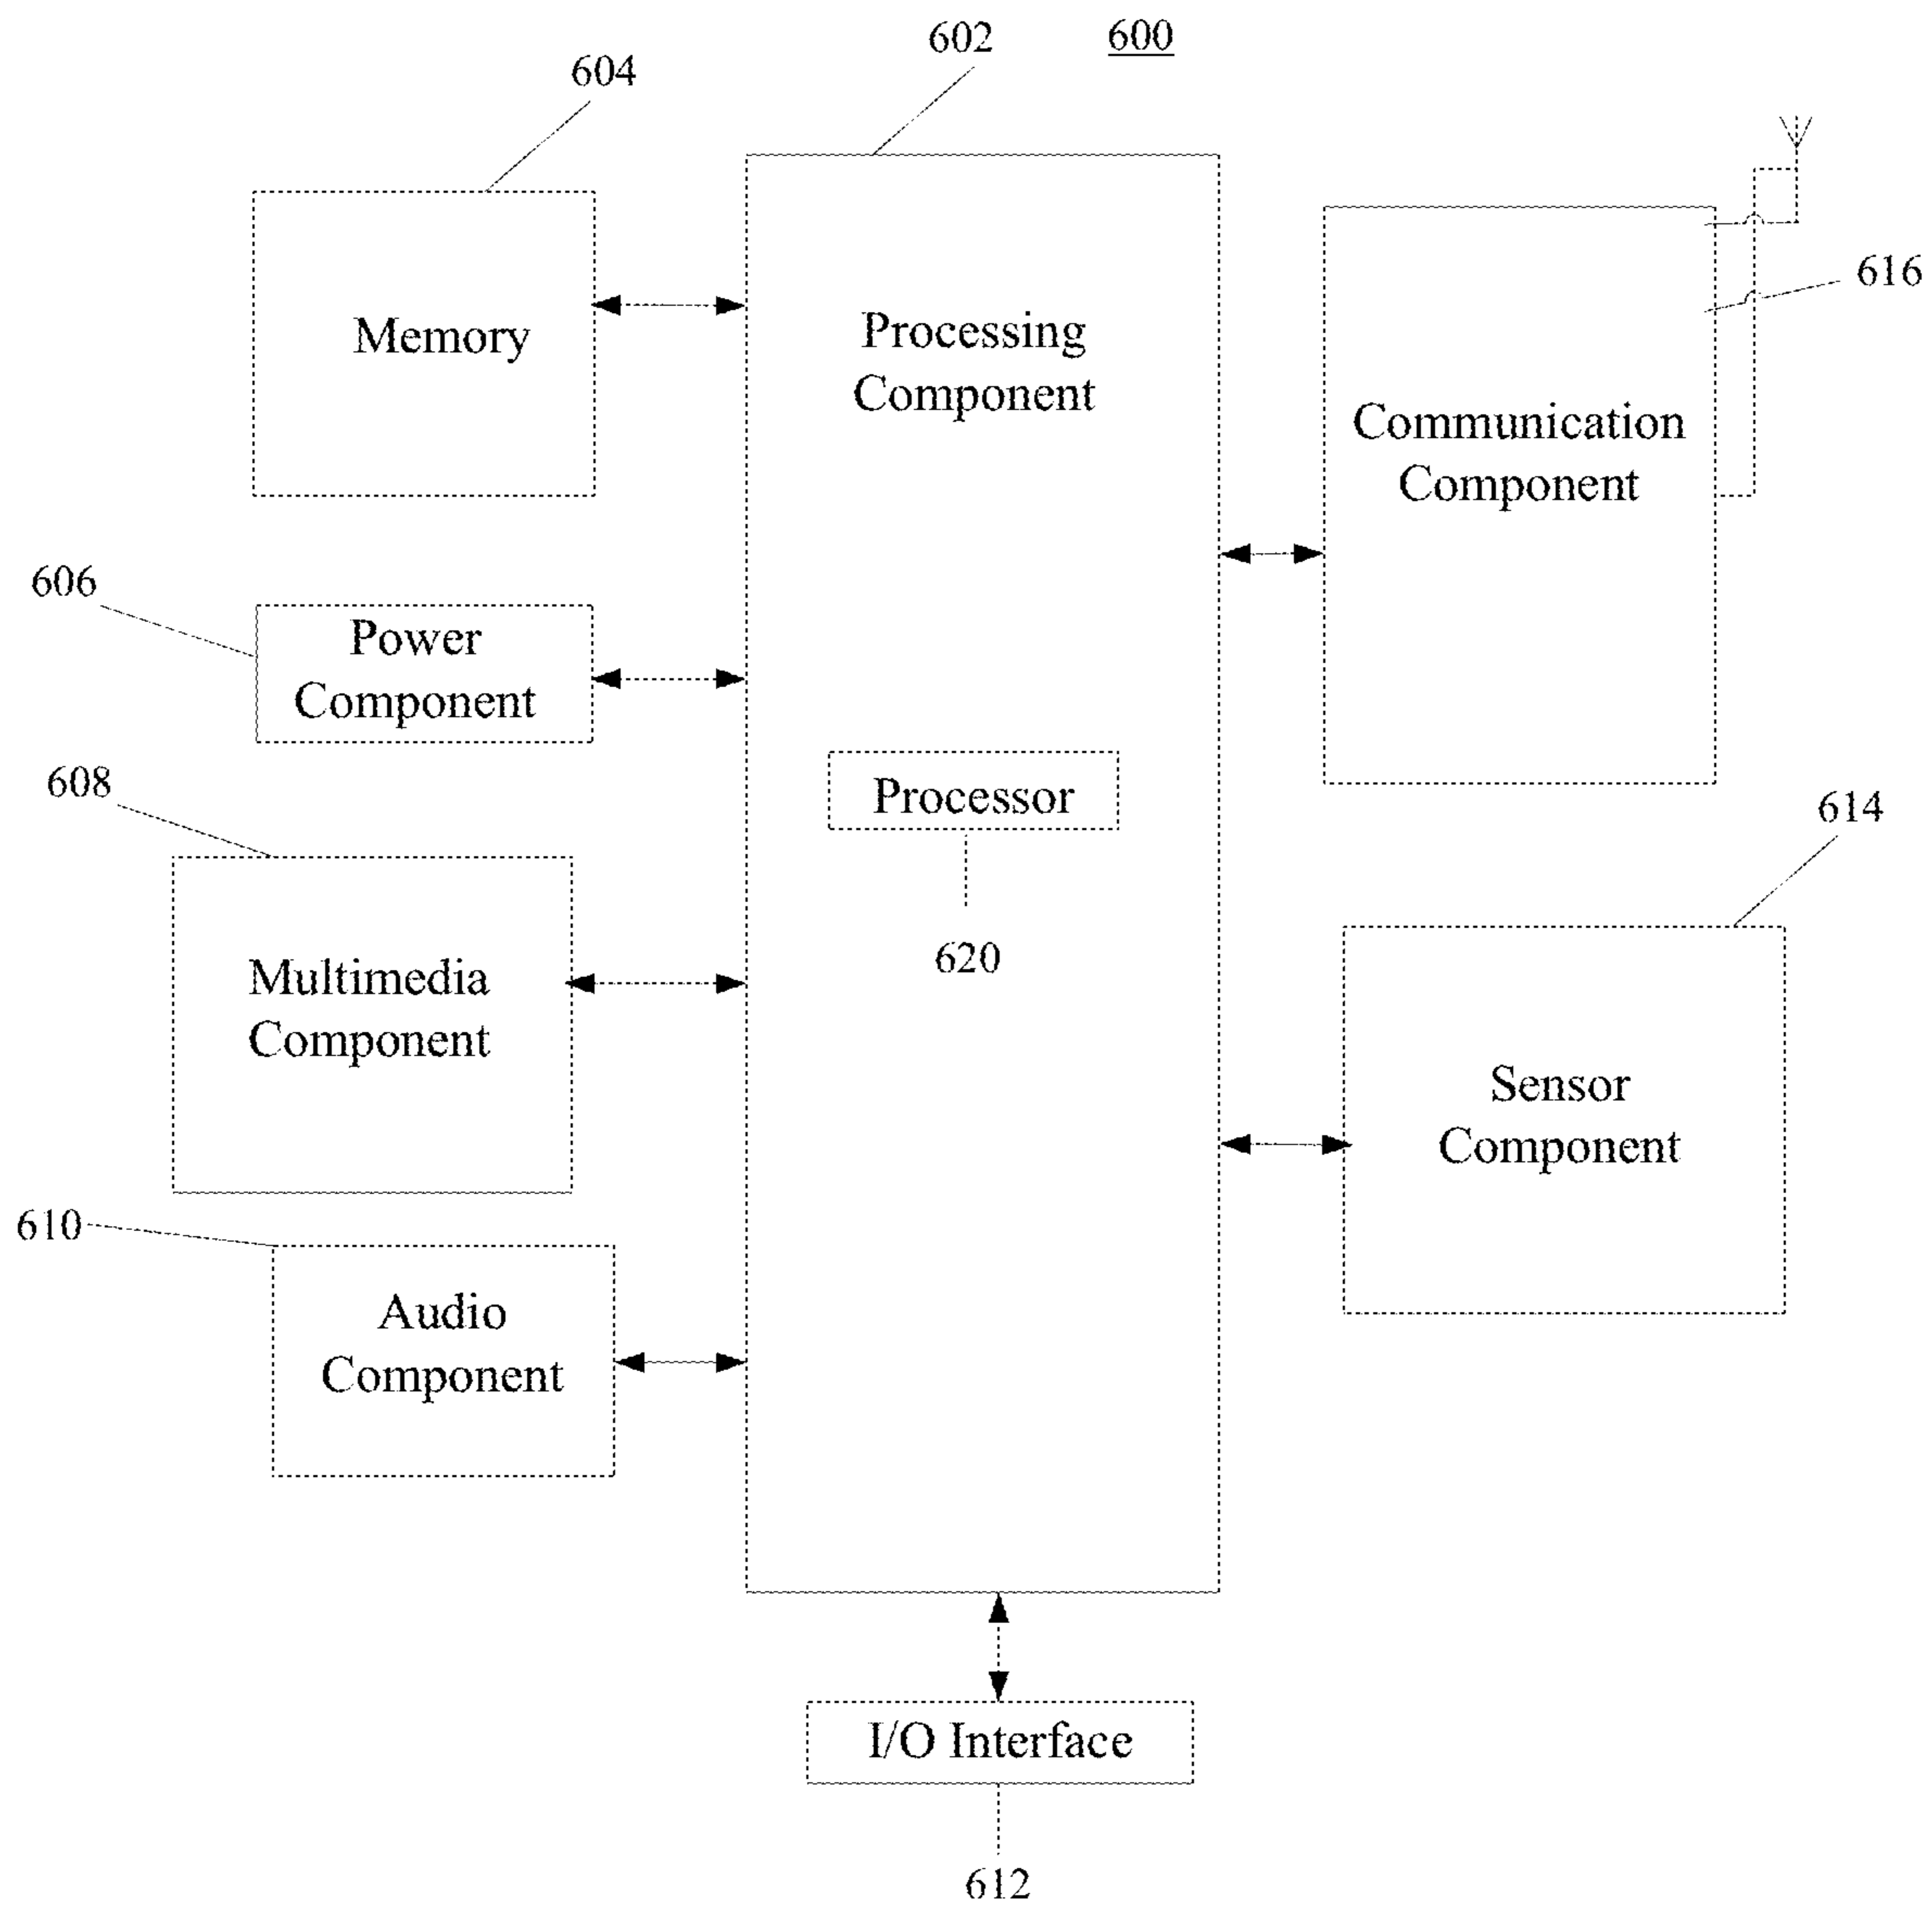 602
600
604
Memory
Processing
Component
616
Communication
Component
606
Power
Component
608
Processor
614
620
Multimedia
Component
Sensor
Component
610
Audio
Component
I/O Interface
612